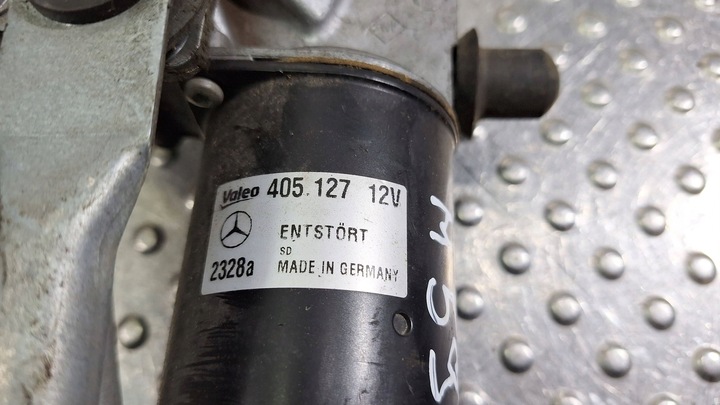 Valeo 405.127 12V
ENTSTÖRT
SD
2328a MADE IN GERMANY